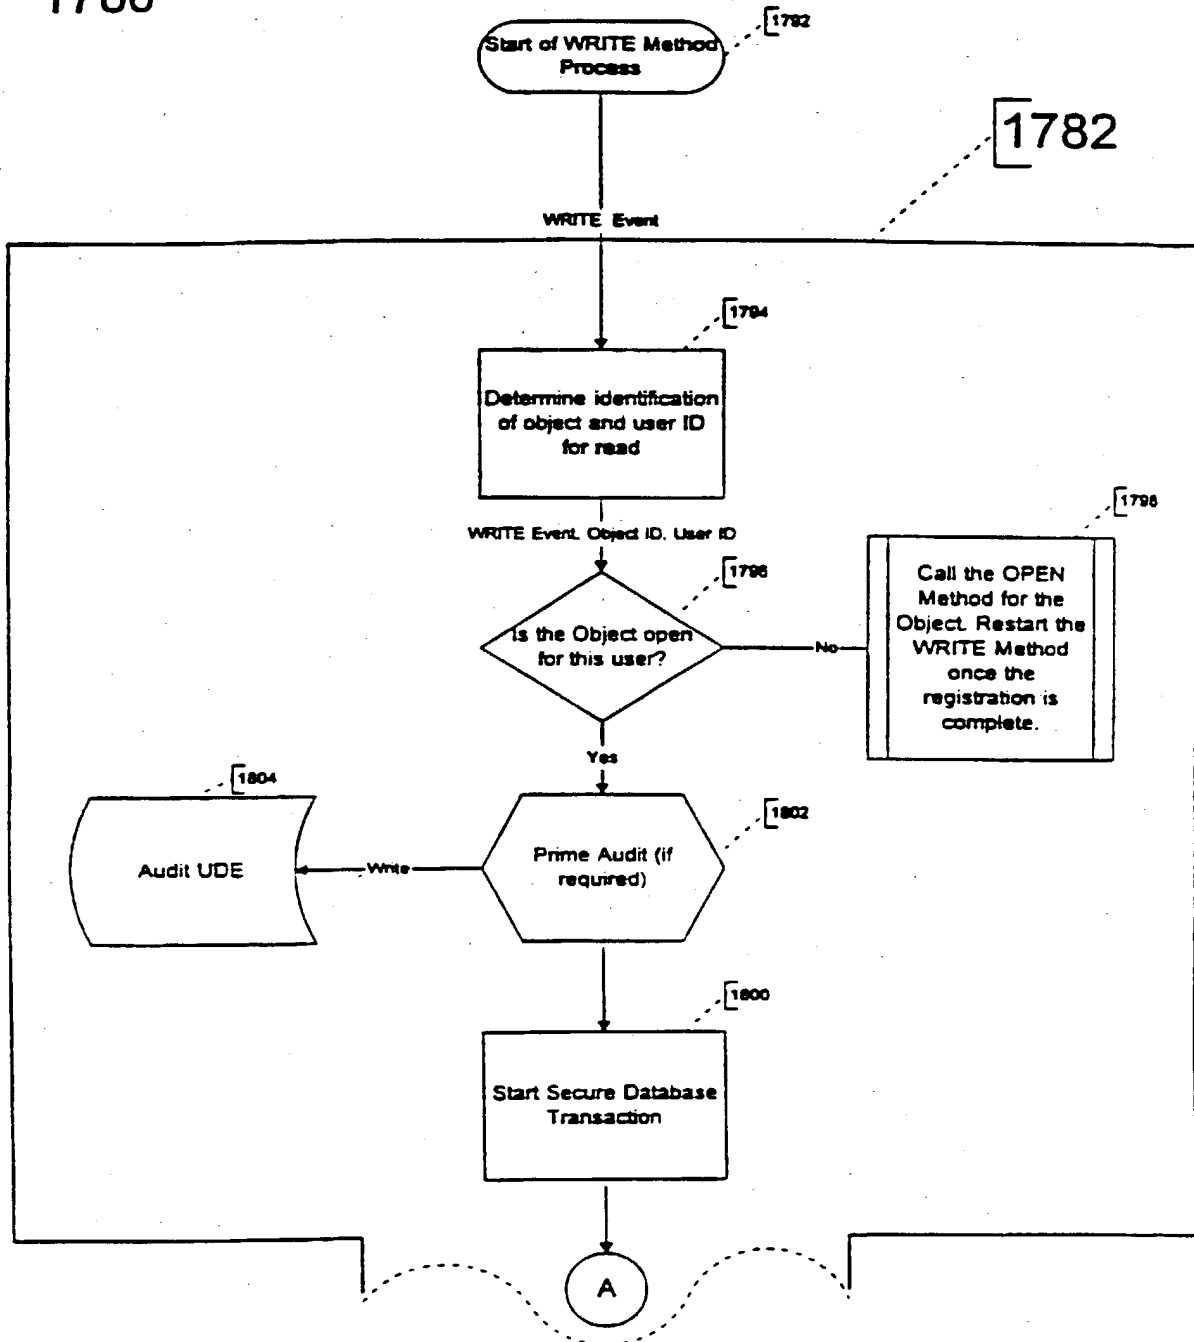 1780
1792
Start of WRITE Method
Process
1782
WRITE Event
1794
Determine identification
of object and user ID
for read
WRITE Event, Object ID, User ID
1796
1798
Is the Object open
for this user?
No
Call the OPEN
Method for the
Object. Restart the
WRITE Method
once the
registration is
complete.
Yes
1804
1802
Audit UDE
Write
Prime Audit (if
required)
1800
Start Secure Database
Transaction
A